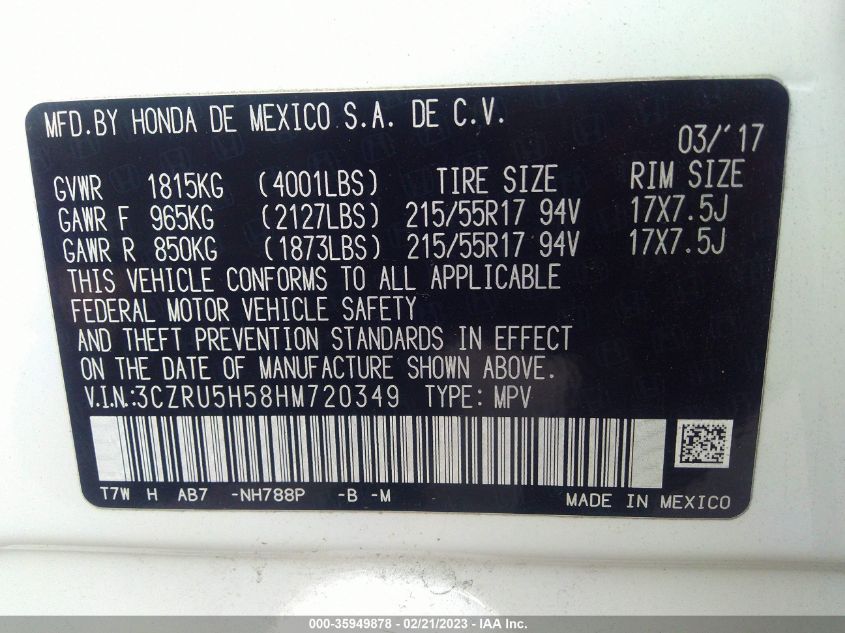 MFD.BY HONDA DE MEXICO S.A. DE C.V.
03/'17
GVWR 1815KG (4001LBS) TIRE SIZE RIM SIZE
GAWR F 965KG (2127LBS) 215/55R17 94V 17X7.5J
GAWR R 850KG (1873LBS) 215/55R17 94V 17X7.5J
THIS VEHICLE CONFORMS TO ALL APPLICABLE
FEDERAL MOTOR VEHICLE SAFETY
AND THEFT PREVENTION STANDARDS IN EFFECT
ON THE DATE OF MANUFACTURE SHOWN ABOVE.
V.I.N.:3CZRU5H58HM720349 TYPE: MPV
T7W H AB7 -NH788P -B -M
MADE IN MEXICO
000-35949878 - 02/21/2023 - IAA Inc.